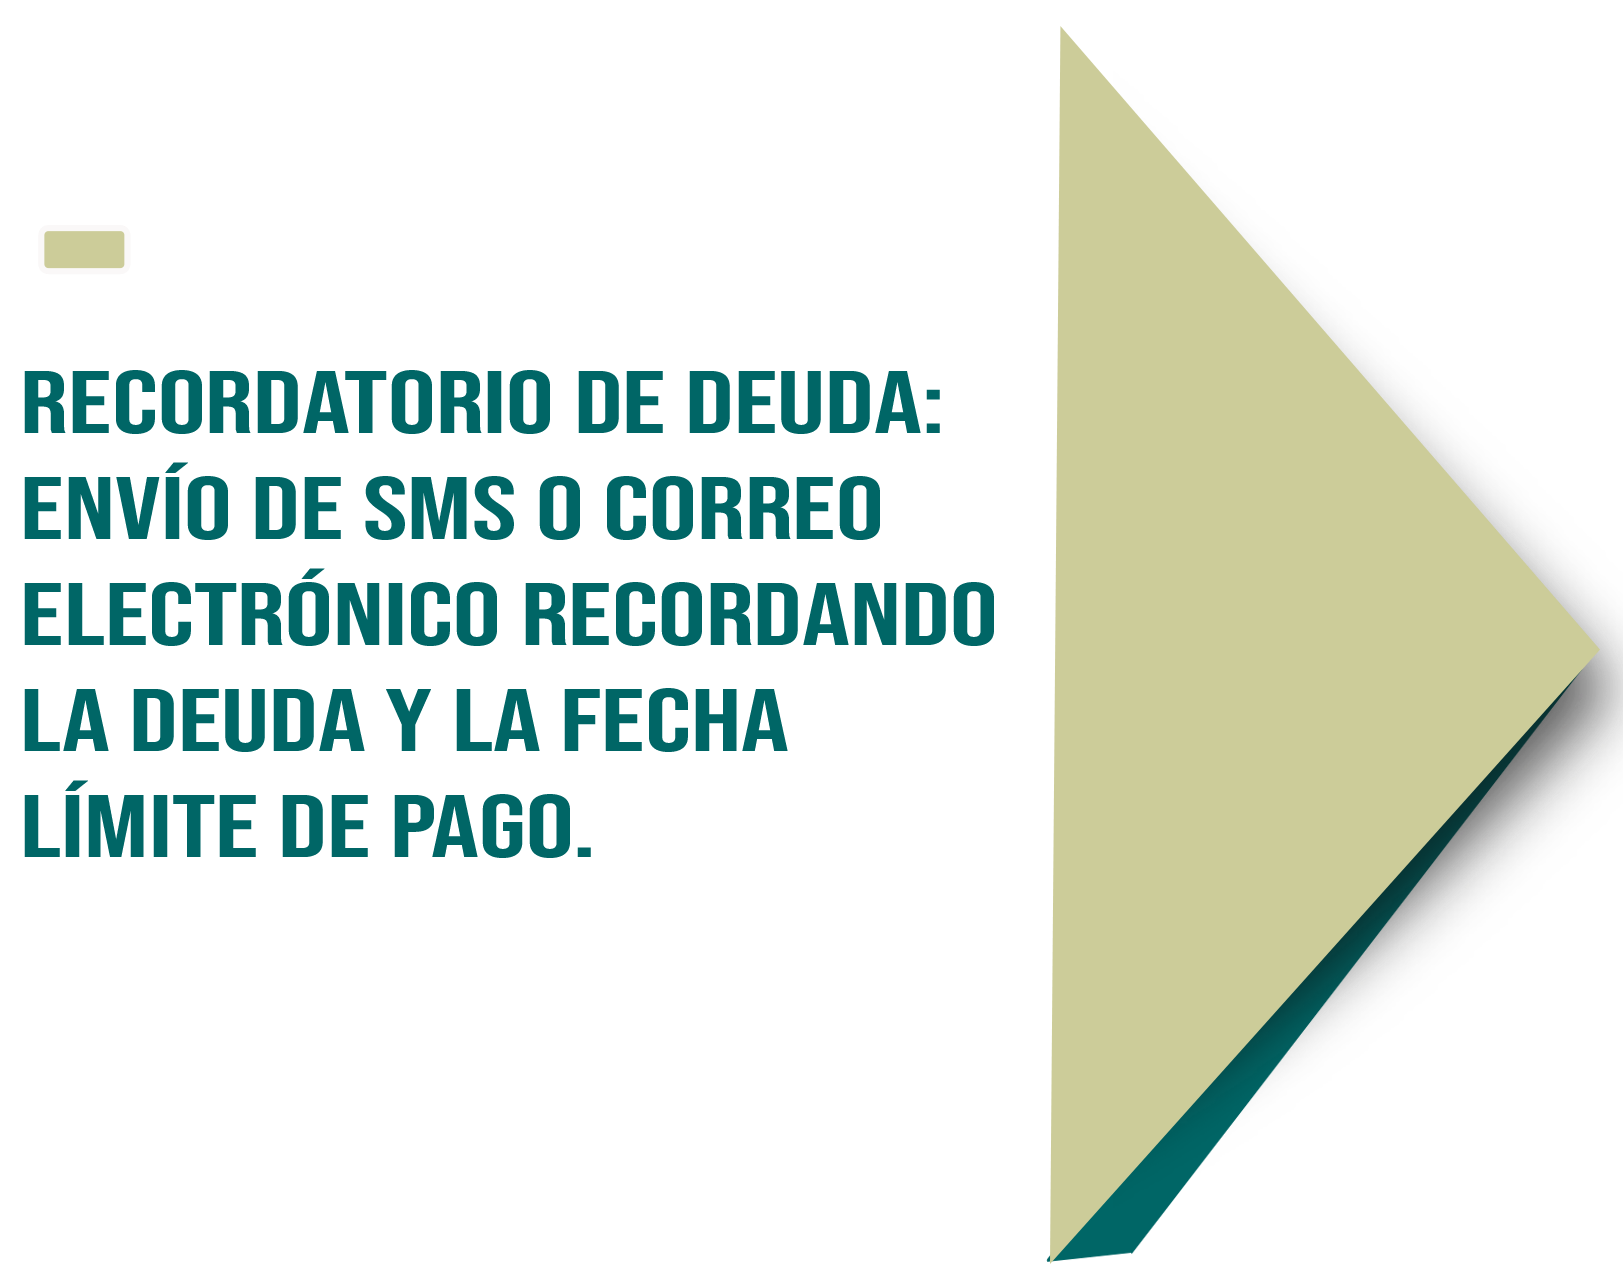 RECORDATORIO DE DEUDA:
ENVÍO DE SMS O CORREO
ELECTRÓNICO RECORDANDO
LA DEUDA Y LA FECHA
LÍMITE DE PAGO.